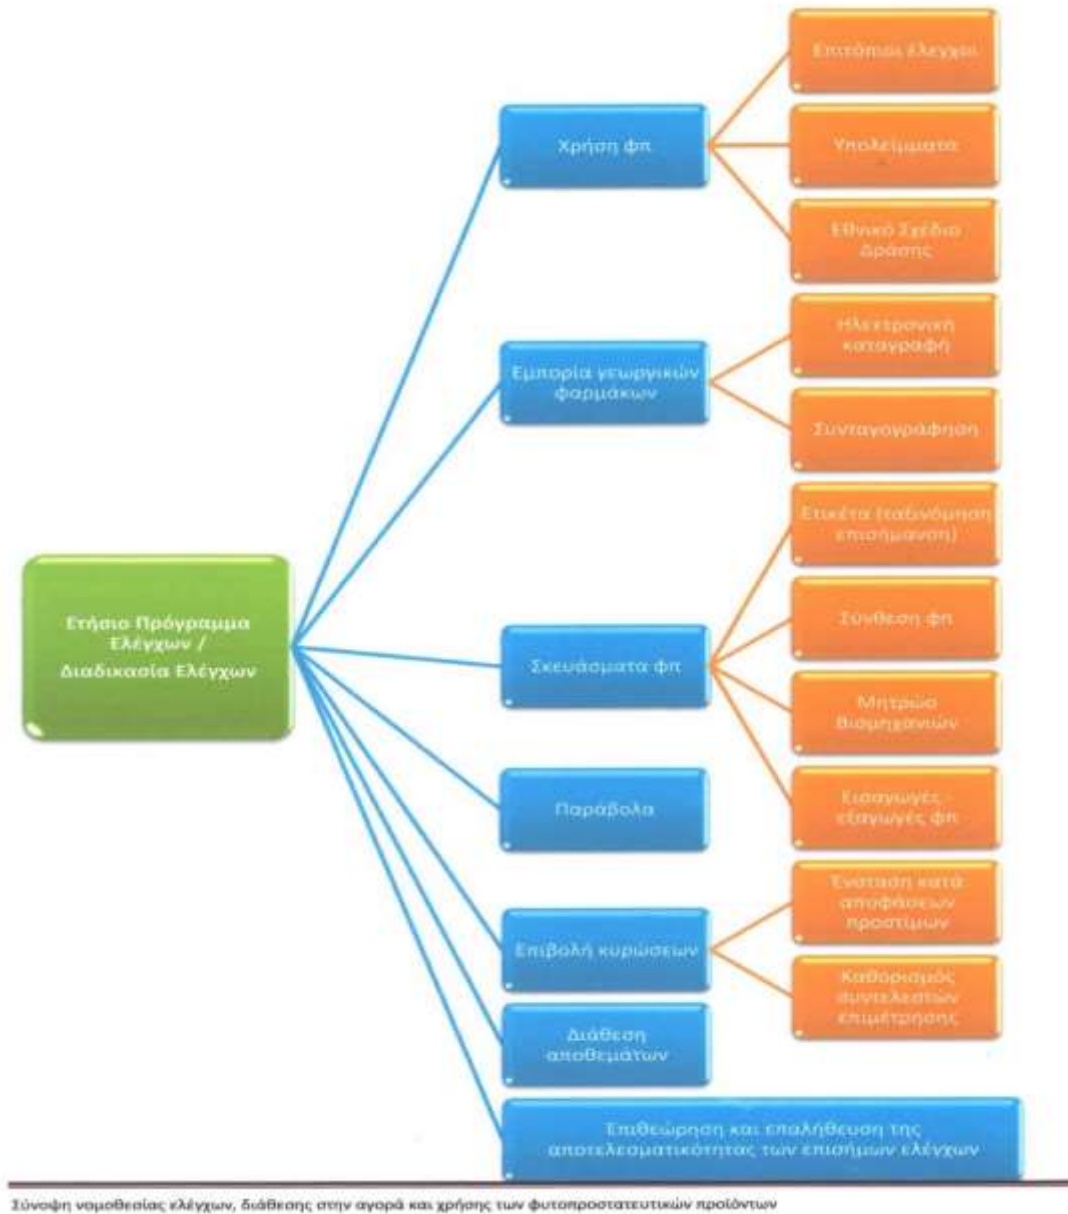 Ετήσιο Πρόγραμμα
Ελέγχων /
Διαδικασία Ελέγχων
Χρήση φπ
Επιτόπιοι έλεγχοι
Υπολείμματα
Εθνικό Σχέδιο
Δράσης
Εμπορία γεωργικών
φαρμάκων
Ηλεκτρονική
καταγραφή
Συνταγογράφηση
Σκευάσματα φπ
Ετικέτα (ταξινόμηση
επισήμανση)
Σύνθεση φπ
Μητρώο
βιομηχανιών
Εισαγωγές
εξαγωγές φπ
Παράβολα
Επιβολή κυρώσεων
Ένσταση κατά
αποφάσεων
προστίμων
Καθορισμός
συντελεστών
επιμέτρησης
Διάθεση
αποθεμάτων
Επιθεώρηση και επαλήθευση της
αποτελεσματικότητας των επισήμων ελέγχων
Σύνοψη νομοθεσίας ελέγχων, διάθεσης στην αγορά και χρήσης των φυτοπροστατευτικών προϊόντων